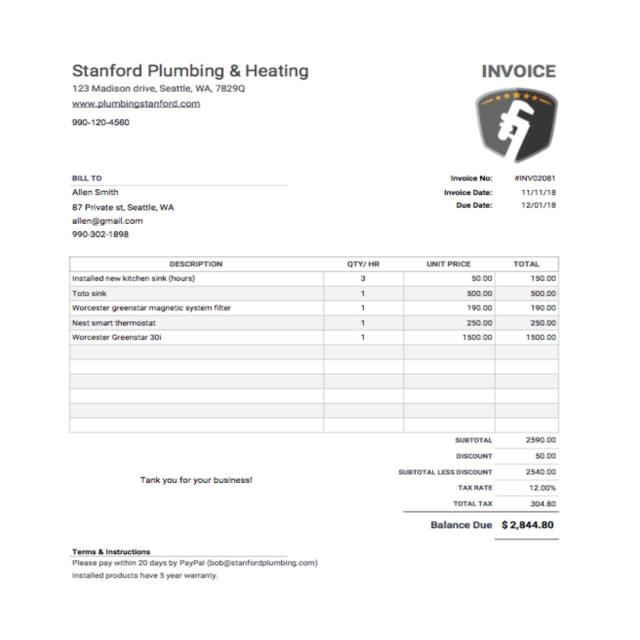 Stanford Plumbing & Heating
INVOICE
123 Madison drive, Seattle, WA, 7829Q
www.plumbingstanford.com
990-120-4560
BILL TO
Allen Smith
87 Private st, Seattle, WA
allen@gmail.com
990-302-1898
Invoice No: #INV02081
Invoice Date: 11/11/18
Due Date: 12/01/18
DESCRIPTION QTY/ HR UNIT PRICE TOTAL
Installed new kitchen sink (hours) 3 50.00 150.00
Toto sink 1 500.00 500.00
Worcester greenstar magnetic system filter 1 190.00 190.00
Nest smart thermostat 1 250.00 250.00
Worcester Greenstar 30i 1 1500.00 1500.00
SUBTOTAL 2590.00
DISCOUNT 50.00
SUBTOTAL LESS DISCOUNT 2540.00
TAX RATE 12.00%
TOTAL TAX 304.80
Balance Due $ 2,844.80
Tank you for your business!
Terms & Instructions
Please pay within 20 days by PayPal (bob@stanfordplumbing.com)
Installed products have 5 year warranty.